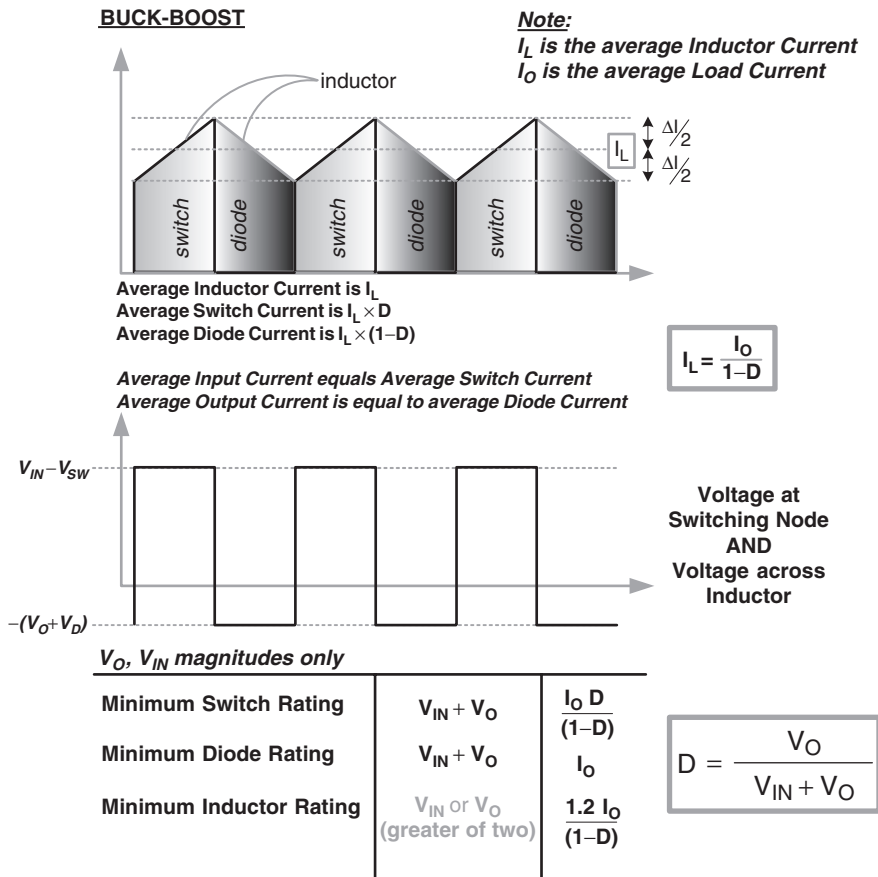 BUCK-BOOST
Note:
I_L is the average Inductor Current
I_O is the average Load Current
inductor
ΔI/2
I_L
ΔI/2
switch
diode
switch
diode
switch
diode
Average Inductor Current is I_L
Average Switch Current is I_L × D
Average Diode Current is I_L × (1–D)
I_L = I_O / 1–D
Average Input Current equals Average Switch Current
Average Output Current is equal to average Diode Current
V_IN–V_SW
Voltage at
Switching Node
AND
Voltage across
Inductor
–(V_O+V_D)
V_O, V_IN magnitudes only
Minimum Switch Rating V_IN + V_O I_O D / (1–D)
Minimum Diode Rating V_IN + V_O I_O
Minimum Inductor Rating V_IN or V_O (greater of two) 1.2 I_O / (1–D)
D = V_O / V_IN + V_O